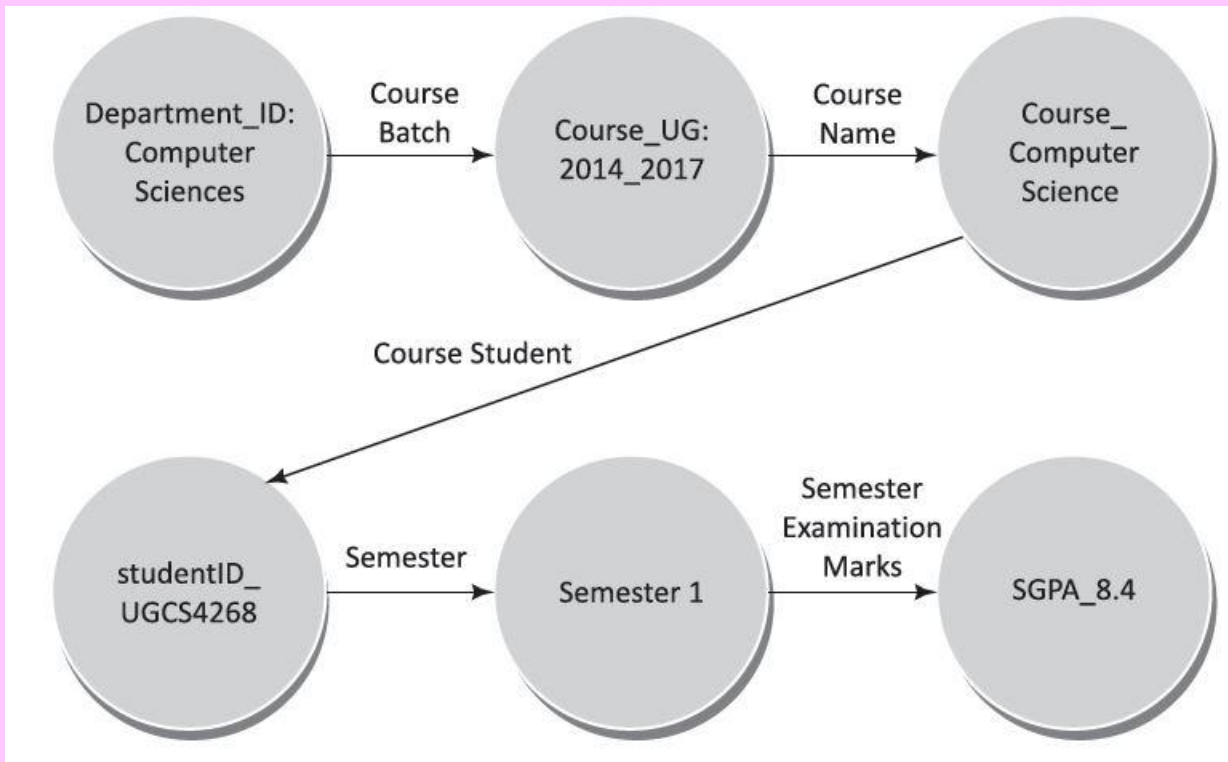 Department_ID:
Computer
Sciences
Course
Batch
Course_UG:
2014_2017
Course
Name
Course_
Computer
Science
Course Student
studentID_
UGCS4268
Semester
Semester 1
Semester
Examination
Marks
SGPA_8.4